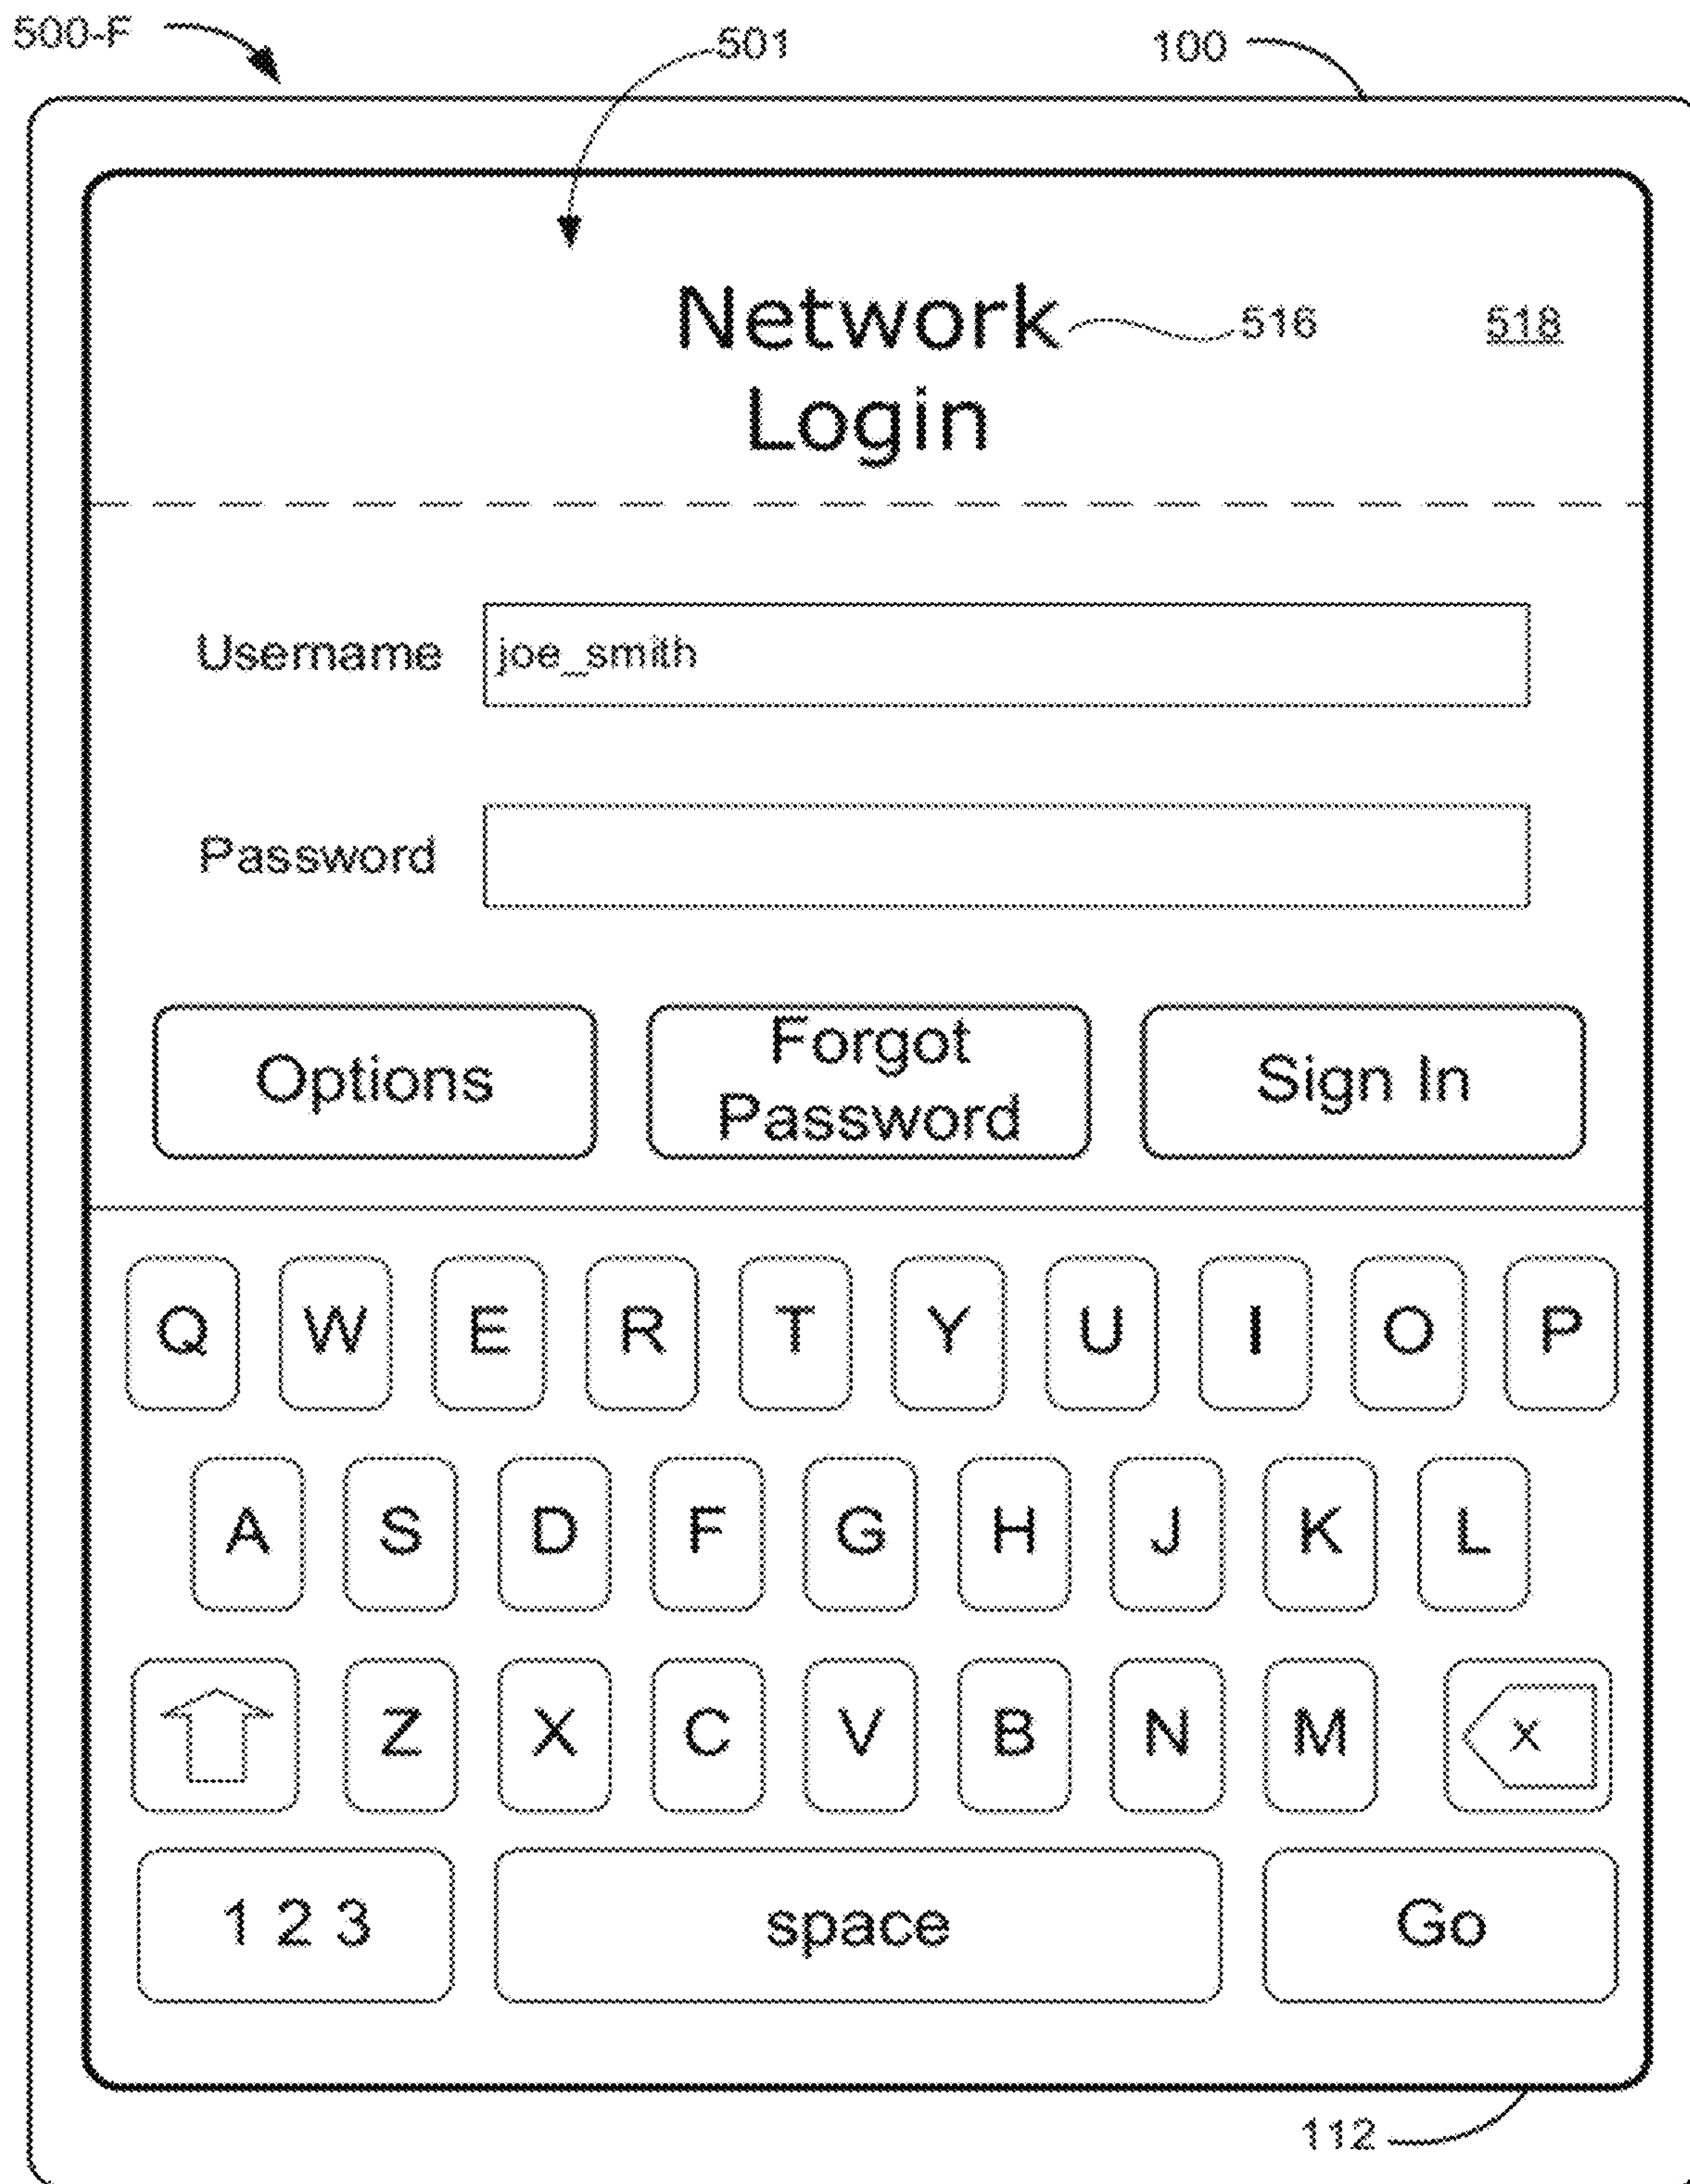 500-F 501 100
Network 516 518
Login
Username joe_smith
Password
Options Forgot Password Sign In
Q W E R T Y U I O P
A S D F G H J K L
Z X C V B N M X
1 2 3 space Go
112